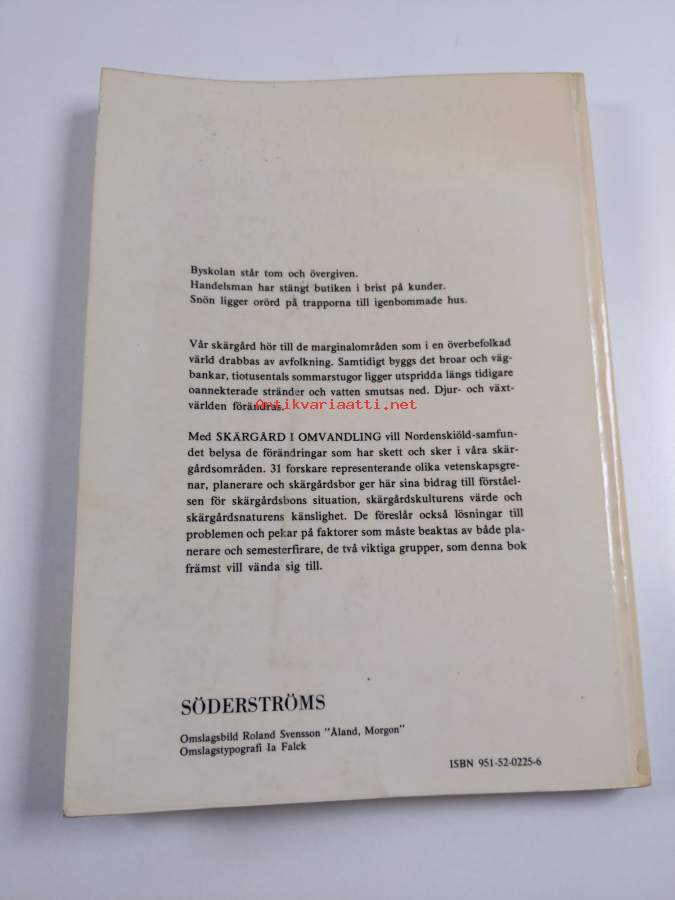 Byskolan står tom och övergiven.
Handelsman har stängt butiken i brist på kunder.
Snön ligger orörd på trapporna till igenbommade hus.
Vår skärgård hör till de marginalområden som i en överbefolkad
värld drabbas av avfolkning. Samtidigt byggs det broar och väg-
bankar, tiotusentals sommarstugor ligger utspridda längs tidigare
oannekterade stränder och vatten smutsas ned. Djur- och växt-
världen förändras.
Antikvariaatti.net
Med SKÄRGÅRD I OMVANDLING vill Nordenskiöld-samfun-
det belysa de förändringar som har skett och sker i våra skär-
gårdsområden. 31 forskare representerande olika vetenskapsgre-
nar, planerare och skärgårdsbor ger här sina bidrag till förståel-
sen för skärgårdsbons situation, skärgårdskulturens värde och
skärgårdsnaturens känslighet. De föreslår också lösningar till
problemen och pekar på faktorer som måste beaktas av både pla-
nerare och semesterfirare, de två viktiga grupper, som denna bok
främst vill vända sig till.
SÖDERSTRÖMS
Omslagsbild Roland Svensson "Åland, Morgon"
Omslagstypografi Ia Falck
ISBN 951-52-0225-6